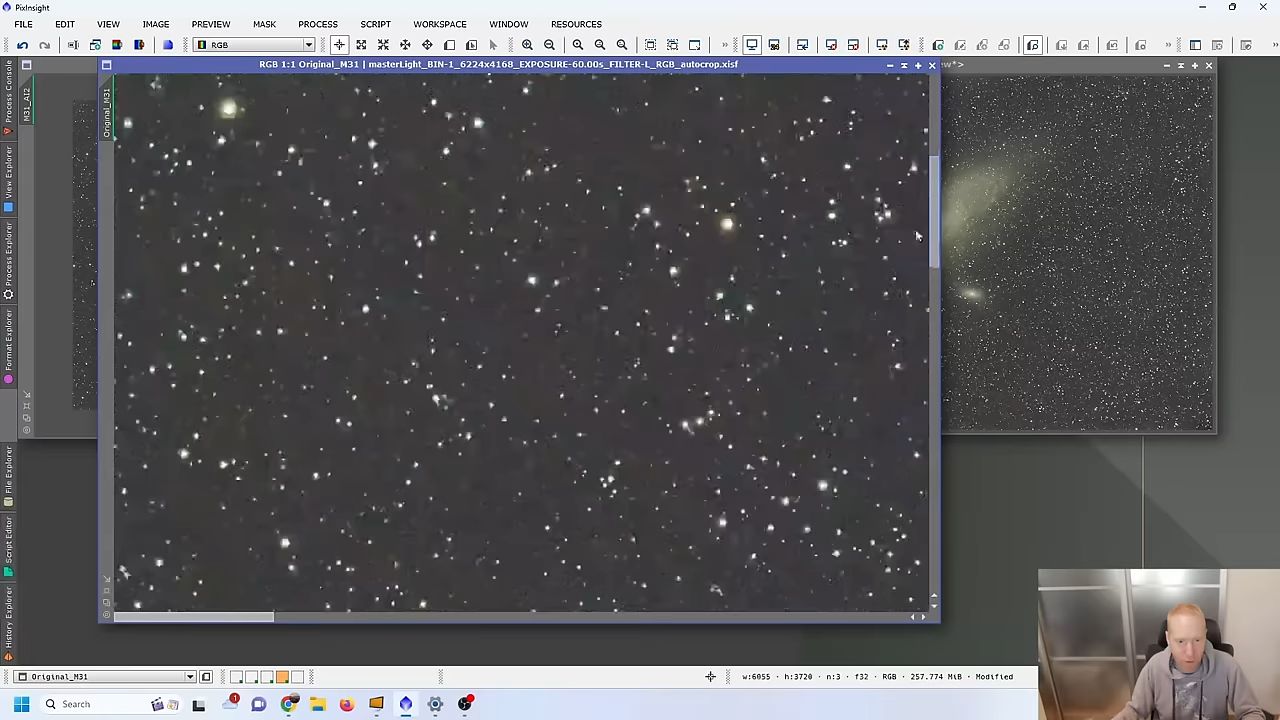 PixInsight
FILE EDIT VIEW IMAGE PREVIEW MASK PROCESS SCRIPT WORKSPACE WINDOW RESOURCES
RGB
RGB 1:1 Original_M31 | masterLight_BIN-1_6224x4168_EXPOSURE-60.00s_FILTER-L_RGB_autocrop.xisf
Process Console
View Explorer
Process Explorer
Format Explorer
File Explorer
Script Editor
History Explorer
M31_A12
Original_M31
Original_M31
w:6055 · h:3720 · n:3 · f32 · RGB · 257.774 MiB · Modified
Search